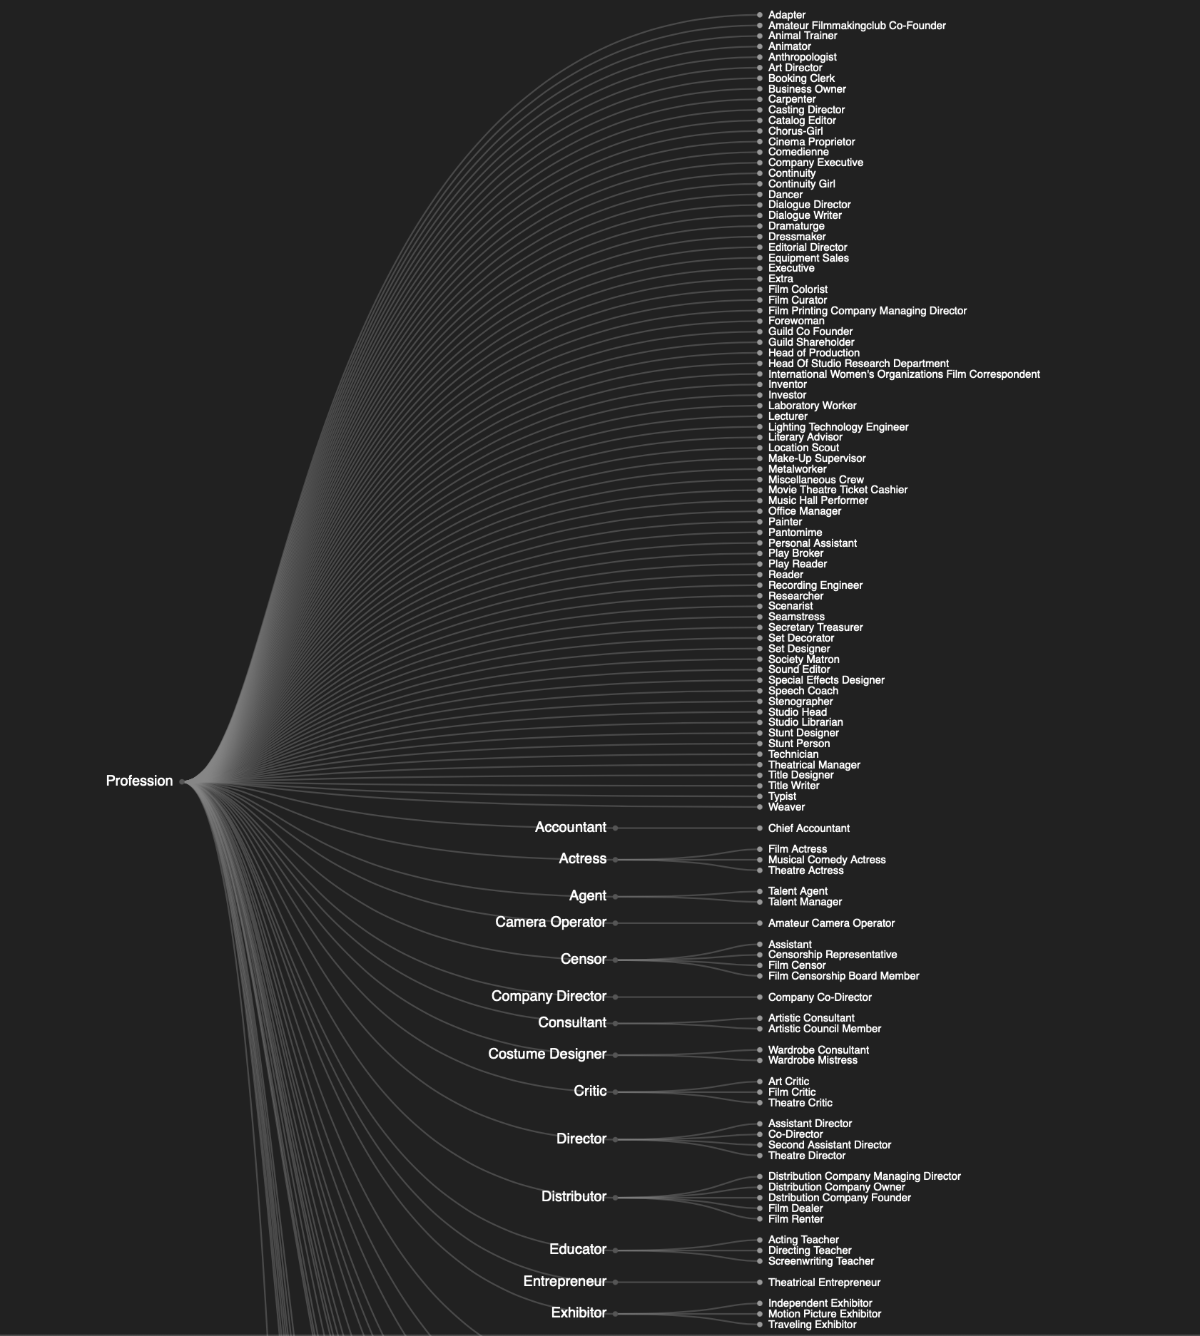 Adapter
Amateur Filmmakingclub Co-Founder
Animal Trainer
Animator
Anthropologist
Art Director
Booking Clerk
Business Owner
Carpenter
Casting Director
Catalog Editor
Chorus-Girl
Cinema Proprietor
Comedienne
Company Executive
Continuity
Continuity Girl
Dancer
Dialogue Director
Dialogue Writer
Dramaturge
Dressmaker
Editorial Director
Equipment Sales
Executive
Extra
Film Colorist
Film Curator
Film Printing Company Managing Director
Forewoman
Guild Co Founder
Guild Shareholder
Head of Production
Head Of Studio Research Department
International Women's Organizations Film Correspondent
Inventor
Investor
Laboratory Worker
Lecturer
Lighting Technology Engineer
Literary Advisor
Location Scout
Make-Up Supervisor
Metalworker
Miscellaneous Crew
Movie Theatre Ticket Cashier
Music Hall Performer
Office Manager
Painter
Pantomime
Personal Assistant
Play Broker
Play Reader
Reader
Recording Engineer
Researcher
Scenarist
Seamstress
Secretary Treasurer
Set Decorator
Set Designer
Society Matron
Sound Editor
Special Effects Designer
Speech Coach
Stenographer
Studio Head
Studio Librarian
Stunt Designer
Stunt Person
Technician
Theatrical Manager
Title Designer
Profession
Title Writer
Typist
Weaver
Accountant
Chief Accountant
Actress
Film Actress
Musical Comedy Actress
Theatre Actress
Agent
Talent Agent
Talent Manager
Camera Operator
Amateur Camera Operator
Censor
Assistant
Censorship Representative
Film Censor
Film Censorship Board Member
Company Director
Company Co-Director
Consultant
Artistic Consultant
Artistic Council Member
Costume Designer
Wardrobe Consultant
Wardrobe Mistress
Critic
Art Critic
Film Critic
Theatre Critic
Director
Assistant Director
Co-Director
Second Assistant Director
Theatre Director
Distributor
Distribution Company Managing Director
Distribution Company Owner
Dstribution Company Founder
Film Dealer
Film Renter
Educator
Acting Teacher
Directing Teacher
Screenwriting Teacher
Entrepreneur
Theatrical Entrepreneur
Exhibitor
Independent Exhibitor
Motion Picture Exhibitor
Traveling Exhibitor